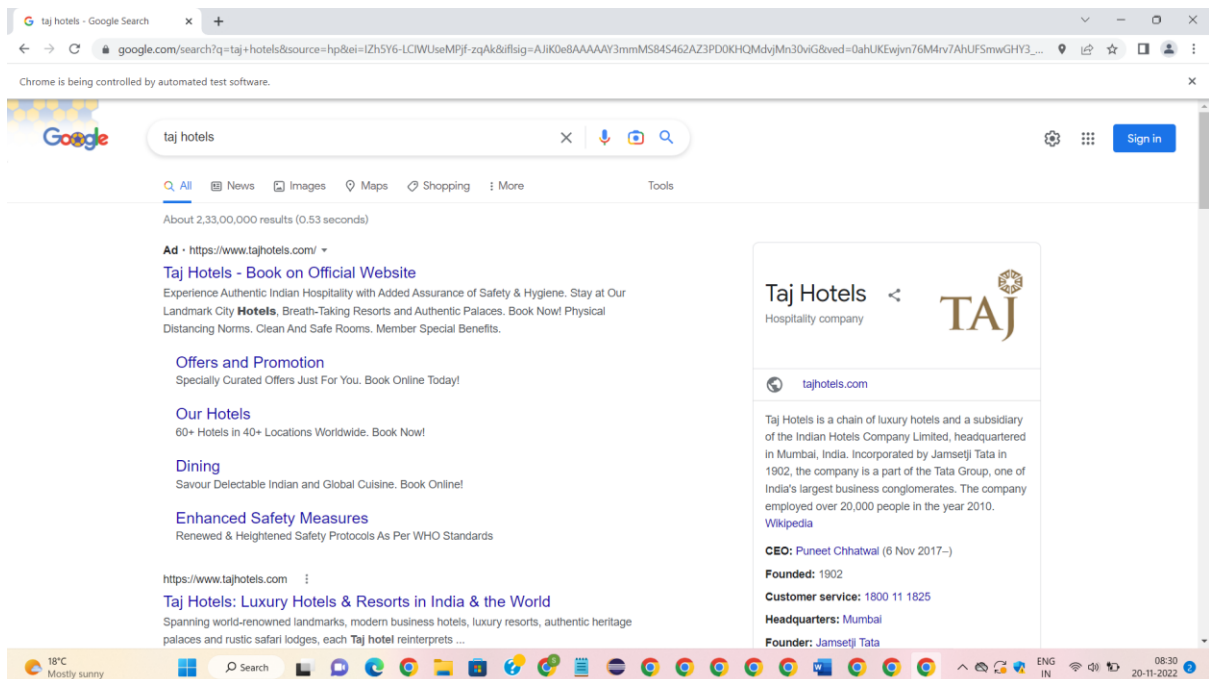 taj hotels - Google Search
google.com/search?q=taj+hotels&source=hp&ei=IZh5Y6-LCIWUseMPjf-zqAk&iflsig=AJiK0e8AAAAAY3mmMS84S462AZ3PD0KHQMdvjMn30viG&ved=0ahUKEwjvn76M4rv7AhUFSmwGHY3_...
Chrome is being controlled by automated test software.
Google
taj hotels
Sign in
All News Images Maps Shopping More Tools
About 2,33,00,000 results (0.53 seconds)
Ad · https://www.tajhotels.com/
Taj Hotels - Book on Official Website
Experience Authentic Indian Hospitality with Added Assurance of Safety & Hygiene. Stay at Our
Landmark City Hotels, Breath-Taking Resorts and Authentic Palaces. Book Now! Physical
Distancing Norms. Clean And Safe Rooms. Member Special Benefits.
Offers and Promotion
Specially Curated Offers Just For You. Book Online Today!
Our Hotels
60+ Hotels in 40+ Locations Worldwide. Book Now!
Dining
Savour Delectable Indian and Global Cuisine. Book Online!
Enhanced Safety Measures
Renewed & Heightened Safety Protocols As Per WHO Standards
https://www.tajhotels.com
Taj Hotels: Luxury Hotels & Resorts in India & the World
Spanning world-renowned landmarks, modern business hotels, luxury resorts, authentic heritage
palaces and rustic safari lodges, each Taj hotel reinterprets ...
Taj Hotels
Hospitality company
TAJ
tajhotels.com
Taj Hotels is a chain of luxury hotels and a subsidiary
of the Indian Hotels Company Limited, headquartered
in Mumbai, India. Incorporated by Jamsetji Tata in
1902, the company is a part of the Tata Group, one of
India's largest business conglomerates. The company
employed over 20,000 people in the year 2010.
Wikipedia
CEO: Puneet Chhatwal (6 Nov 2017–)
Founded: 1902
Customer service: 1800 11 1825
Headquarters: Mumbai
Founder: Jamsetji Tata
18°C
Mostly sunny
Search
ENG
IN
08:30
20-11-2022
2